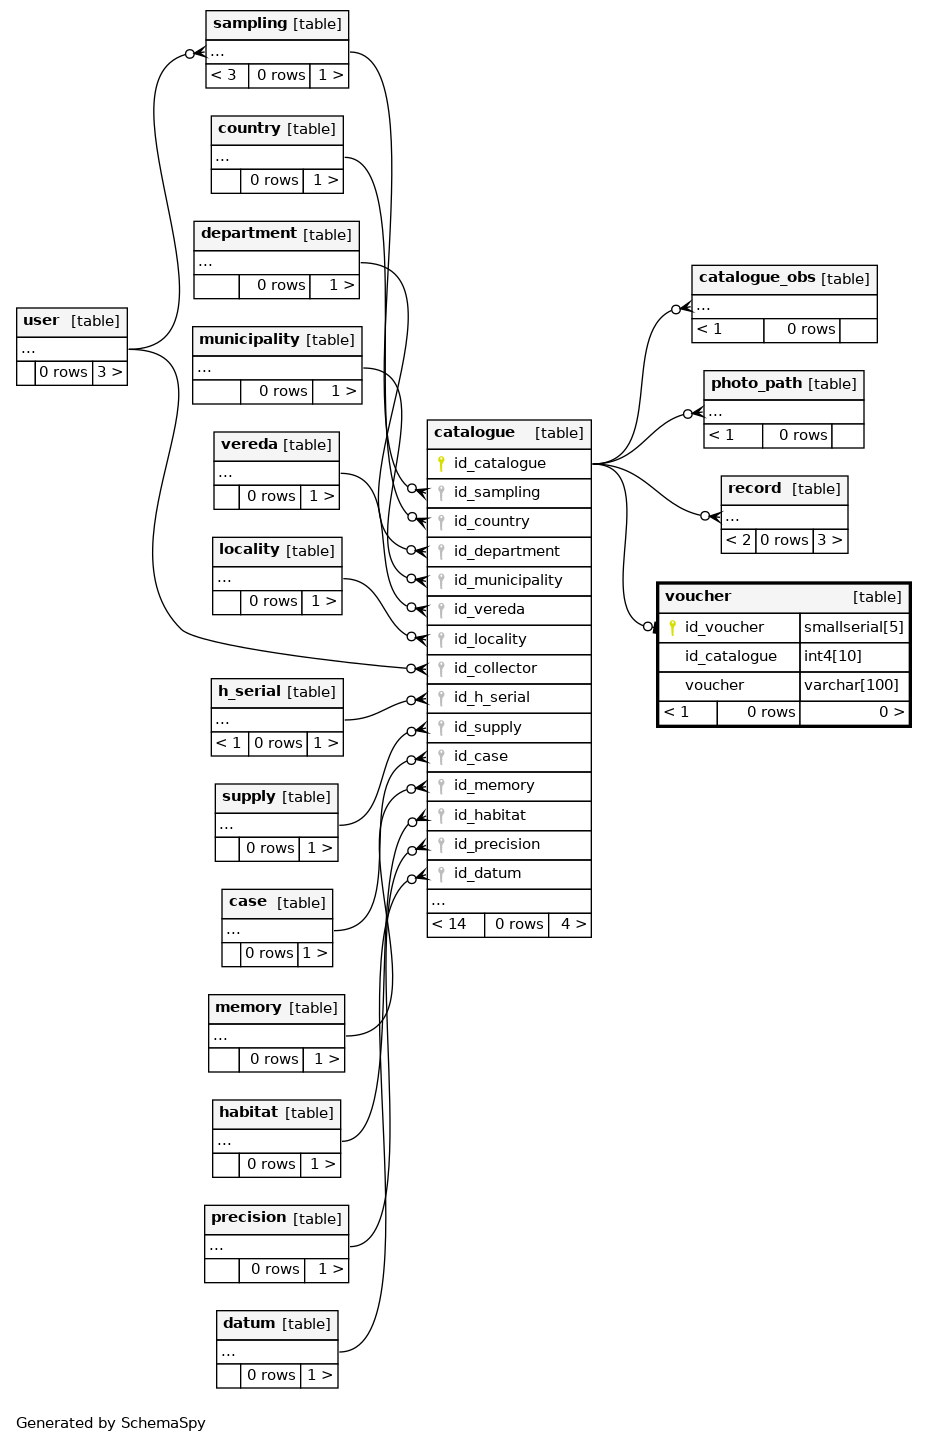 sampling [table]
...
< 3 0 rows 1 >
country [table]
...
0 rows 1 >
department [table]
...
0 rows 1 >
municipality [table]
...
0 rows 1 >
user [table]
...
0 rows 3 >
vereda [table]
...
0 rows 1 >
locality [table]
...
0 rows 1 >
h_serial [table]
...
< 1 0 rows 1 >
supply [table]
...
0 rows 1 >
case [table]
...
0 rows 1 >
memory [table]
...
0 rows 1 >
habitat [table]
...
0 rows 1 >
precision [table]
...
0 rows 1 >
datum [table]
...
0 rows 1 >
catalogue [table]
id_catalogue
id_sampling
id_country
id_department
id_municipality
id_vereda
id_locality
id_collector
id_h_serial
id_supply
id_case
id_memory
id_habitat
id_precision
id_datum
...
< 14 0 rows 4 >
catalogue_obs [table]
...
< 1 0 rows
photo_path [table]
...
< 1 0 rows
record [table]
...
< 2 0 rows 3 >
voucher [table]
id_voucher smallserial[5]
id_catalogue int4[10]
voucher varchar[100]
< 1 0 rows 0 >
Generated by SchemaSpy